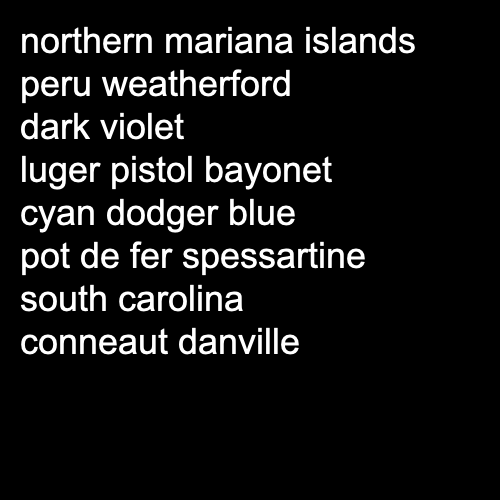 northern mariana islands
peru weatherford
dark violet
luger pistol bayonet
cyan dodger blue
pot de fer spessartine
south carolina
conneaut danville